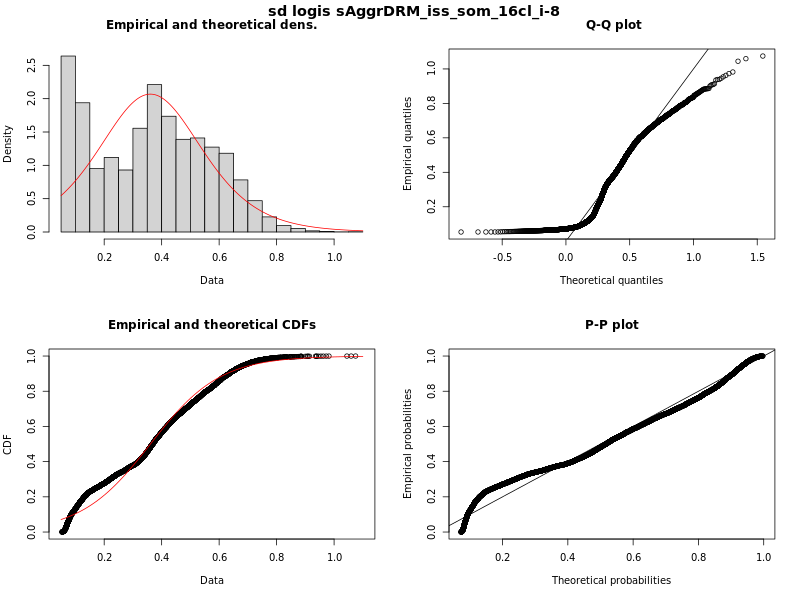 sd logis sAggrDRM_iss_som_16cl_i-8
Empirical and theoretical dens.
Density
0.0 0.5 1.0 1.5 2.0 2.5
0.2 0.4 0.6 0.8 1.0
Data
Q-Q plot
Empirical quantiles
0.2 0.4 0.6 0.8 1.0
-0.5 0.0 0.5 1.0 1.5
Theoretical quantiles
Empirical and theoretical CDFs
CDF
0.0 0.2 0.4 0.6 0.8 1.0
0.2 0.4 0.6 0.8 1.0
Data
P-P plot
Empirical probabilities
0.0 0.2 0.4 0.6 0.8 1.0
0.2 0.4 0.6 0.8 1.0
Theoretical probabilities